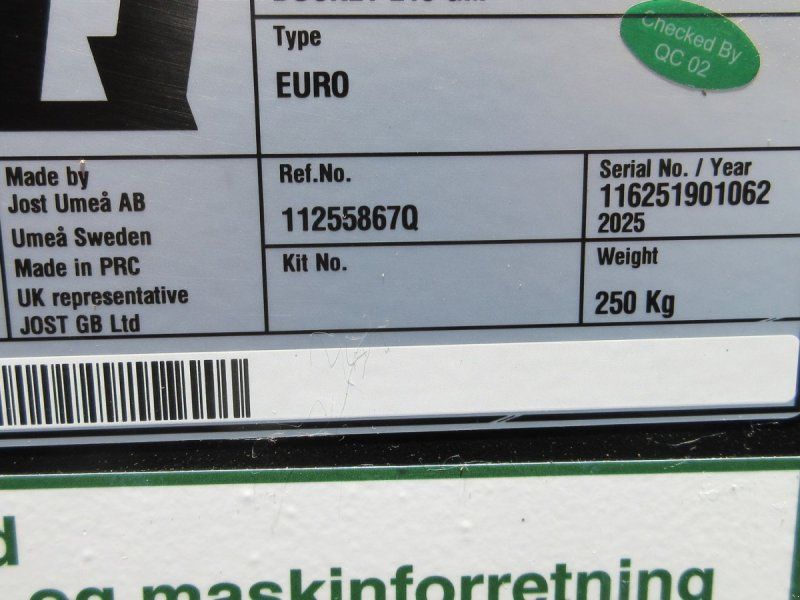 Type
EURO
Checked By
QC 02
Made by
Jost Umeå AB
Umeå Sweden
Made in PRC
UK representative
JOST GB Ltd
Ref.No.
11255867Q
Kit No.
Serial No. / Year
116251901062
2025
Weight
250 Kg
og maskinforretning